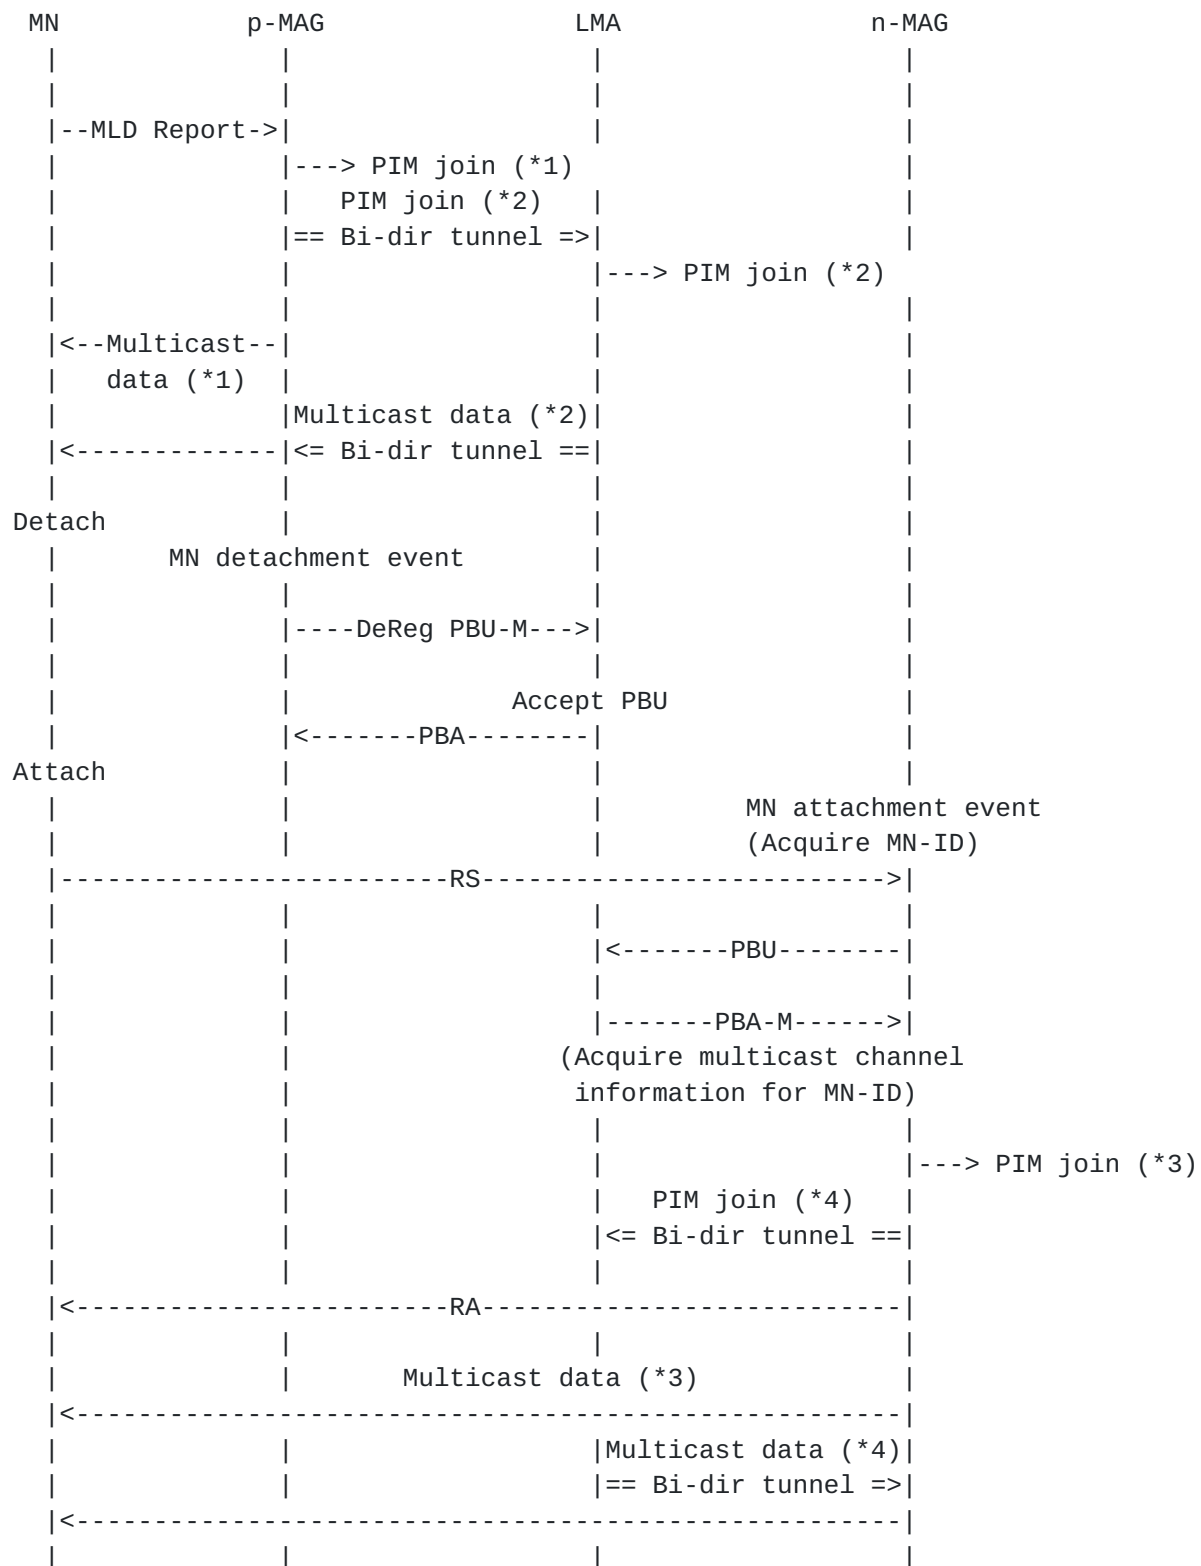 MN            p-MAG                LMA                n-MAG
|              |                   |                   |
|              |                   |                   |
|--MLD Report->|                   |                   |
|              |---> PIM join (*1)                     |
|              |   PIM join (*2)   |                   |
|              |== Bi-dir tunnel =>|                   |
|              |                   |---> PIM join (*2)
|              |                   |                   |
|<--Multicast--|                   |                   |
|   data (*1)  |                   |                   |
|              |Multicast data (*2)|                   |
|<-------------|<= Bi-dir tunnel ==|                   |
|              |                   |                   |
Detach           |                   |                   |
|       MN detachment event        |                   |
|              |                   |                   |
|              |----DeReg PBU-M--->|                   |
|              |                   |                   |
|              |              Accept PBU               |
|              |<-------PBA--------|                   |
Attach           |                   |                   |
|              |                   |         MN attachment event
|              |                   |         (Acquire MN-ID)
|-------------------------RS-------------------------->|
|              |                   |                   |
|              |                   |<-------PBU--------|
|              |                   |                   |
|              |                   |-------PBA-M------>|
|              |                 (Acquire multicast channel
|              |                  information for MN-ID)
|              |                   |                   |
|              |                   |                   |---> PIM join (*3)
|              |                   |   PIM join (*4)   |
|              |                   |<= Bi-dir tunnel ==|
|              |                   |                   |
|<------------------------RA---------------------------|
|              |                   |                   |
|              |       Multicast data (*3)             |
|<-----------------------------------------------------|
|              |                   |Multicast data (*4)|
|              |                   |== Bi-dir tunnel =>|
|<-----------------------------------------------------|
|              |                   |                   |